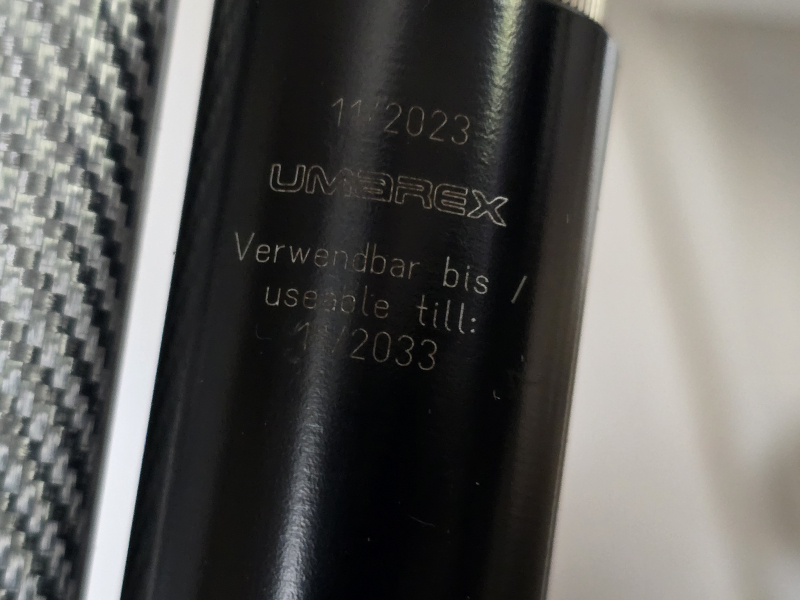 11/2023
UMAREX
Verwendbar bis /
useable till:
11/2033